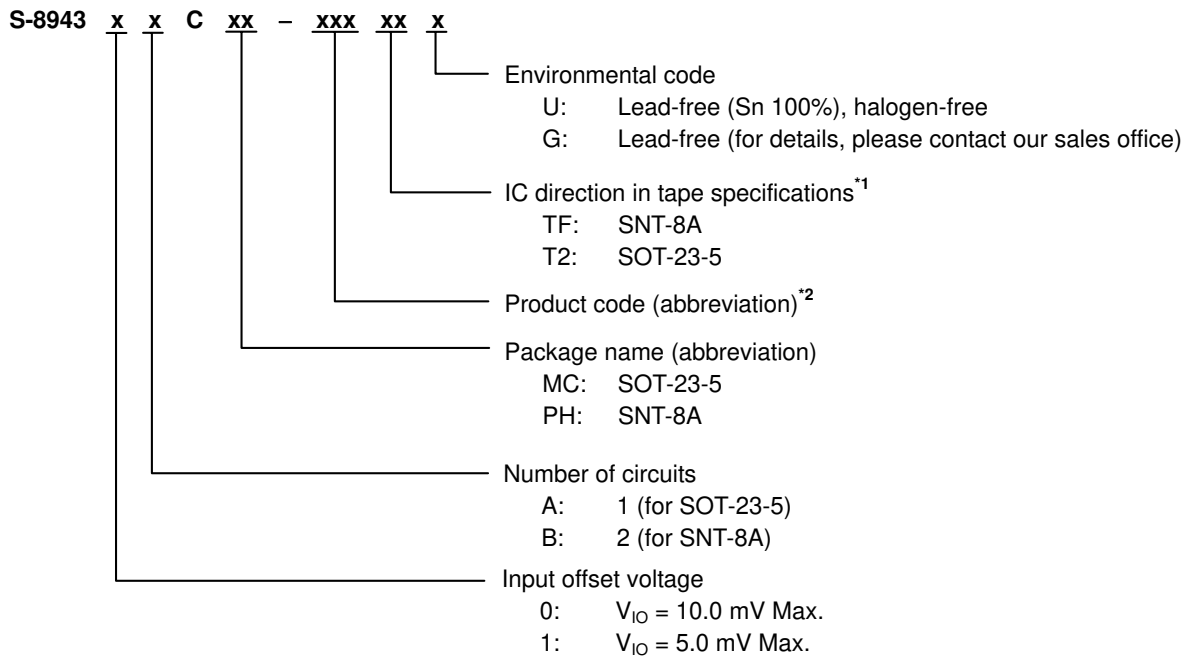 S-8943 x x C xx – xxx xx x
Environmental code
U: Lead-free (Sn 100%), halogen-free
G: Lead-free (for details, please contact our sales office)
IC direction in tape specifications*1
TF: SNT-8A
T2: SOT-23-5
Product code (abbreviation)*2
Package name (abbreviation)
MC: SOT-23-5
PH: SNT-8A
Number of circuits
A: 1 (for SOT-23-5)
B: 2 (for SNT-8A)
Input offset voltage
0: VIO = 10.0 mV Max.
1: VIO = 5.0 mV Max.